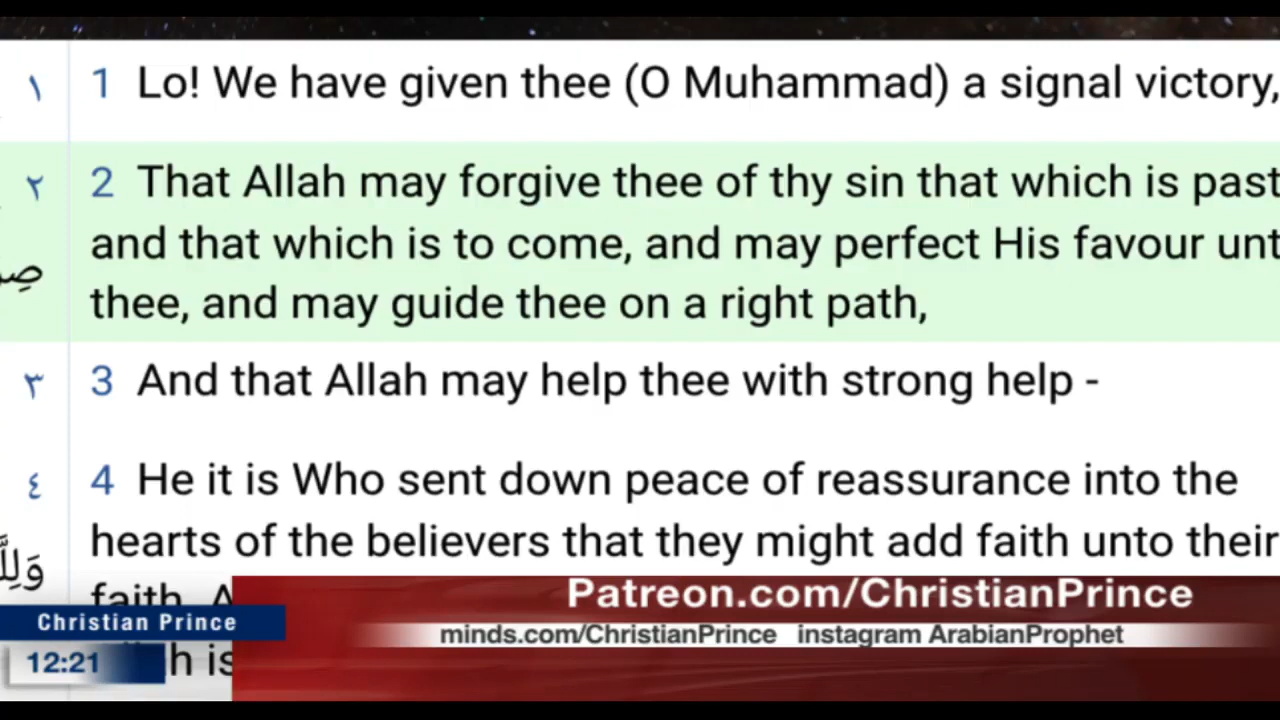 ١ 1 Lo! We have given thee (O Muhammad) a signal victory,
٢ 2 That Allah may forgive thee of thy sin that which is past
and that which is to come, and may perfect His favour unt
thee, and may guide thee on a right path,
٣ 3 And that Allah may help thee with strong help -
٤ 4 He it is Who sent down peace of reassurance into the
hearts of the believers that they might add faith unto their
faith. A
h is
Patreon.com/ChristianPrince
Christian Prince
minds.com/ChristianPrince instagram ArabianProphet
12:21